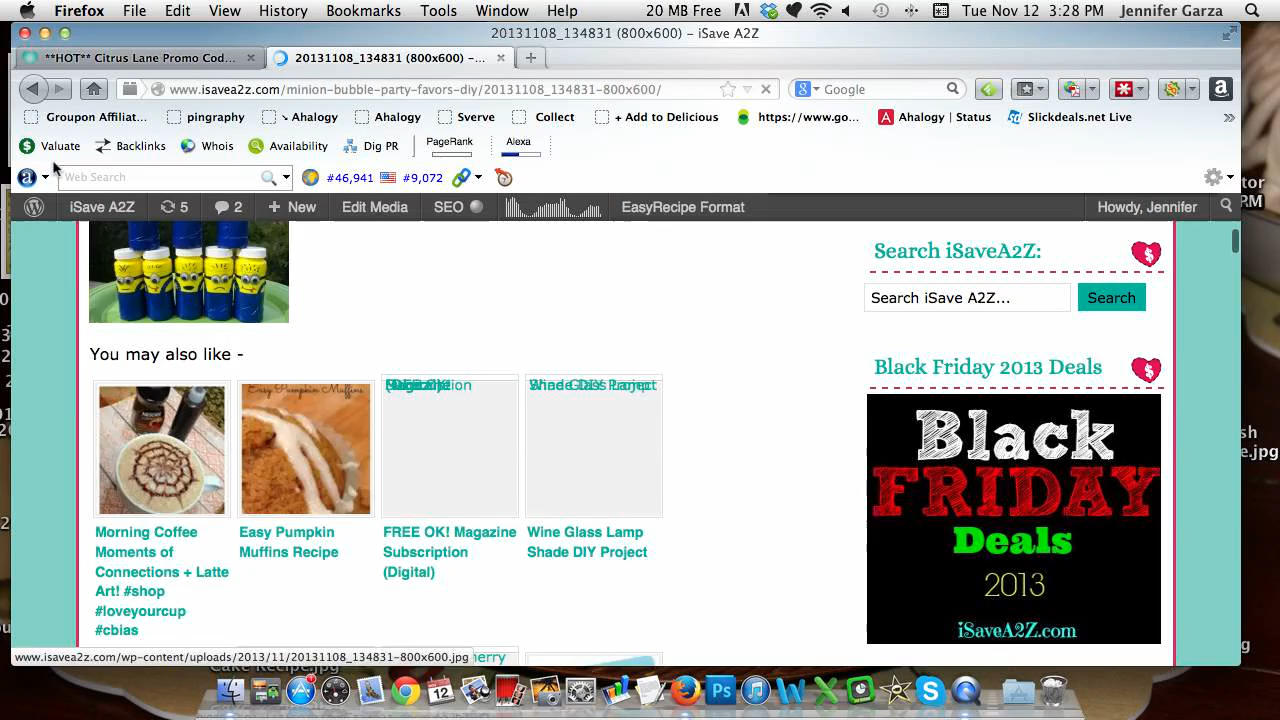 Firefox File Edit View History Bookmarks Tools Window Help 20 MB Free Tue Nov 12 3:28 PM Jennifer Garza
20131108_134831 (800x600) – iSave A2Z
**HOT** Citrus Lane Promo Cod... 20131108_134831 (800x600) –...
www.isavea2z.com/minion-bubble-party-favors-diy/20131108_134831-800x600/ Google
Groupon Affiliat... pingraphy Ahalogy Ahalogy Sverve Collect + Add to Delicious https://www.go... Ahalogy | Status Slickdeals.net Live
Valuate Backlinks Whois Availability Dig PR PageRank Alexa
Web Search #46,941 #9,072
iSave A2Z 5 2 + New Edit Media SEO EasyRecipe Format Howdy, Jennifer
Search iSaveA2Z:
Search iSave A2Z... Search
You may also like -
Black Friday 2013 Deals
Easy Pumpkin Muffins
Black
FRIDAY
Deals
2013
iSaveA2Z.com
Morning Coffee
Moments of
Connections + Latte
Art! #shop
#loveyourcup
#cbias
Easy Pumpkin
Muffins Recipe
FREE OK! Magazine
Subscription
(Digital)
Wine Glass Lamp
Shade DIY Project
www.isavea2z.com/wp-content/uploads/2013/11/20131108_134831-800x600.jpg